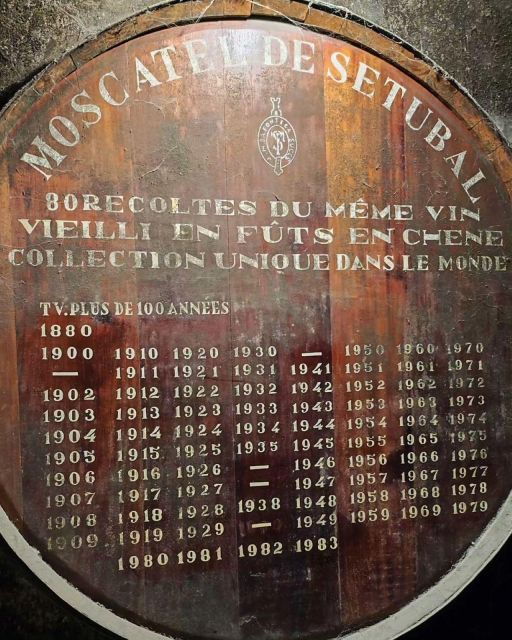 MOSCATEL DE SETUBAL
80 RECOLTES DU MÊME VIN
VIEILLI EN FÛTS EN CHENE
COLLECTION UNIQUE DANS LE MONDE
TV. PLUS DE 100 ANNÉES
1880
1900 1910 1920 1930 — 1950 1960 1970
— 1911 1921 1931 1941 1951 1961 1971
1902 1912 1922 1932 1942 1952 1962 1972
1903 1913 1923 1933 1943 1953 1963 1973
1904 1914 1924 1934 1944 1954 1964 1974
1905 1915 1925 1935 1945 1955 1965 1975
1906 1916 1926 — 1946 1956 1966 1976
1907 1917 1927 — 1947 1957 1967 1977
1908 1918 1928 1938 1948 1958 1968 1978
1909 1919 1929 — 1949 1959 1969 1979
1980 1981 1982 1983